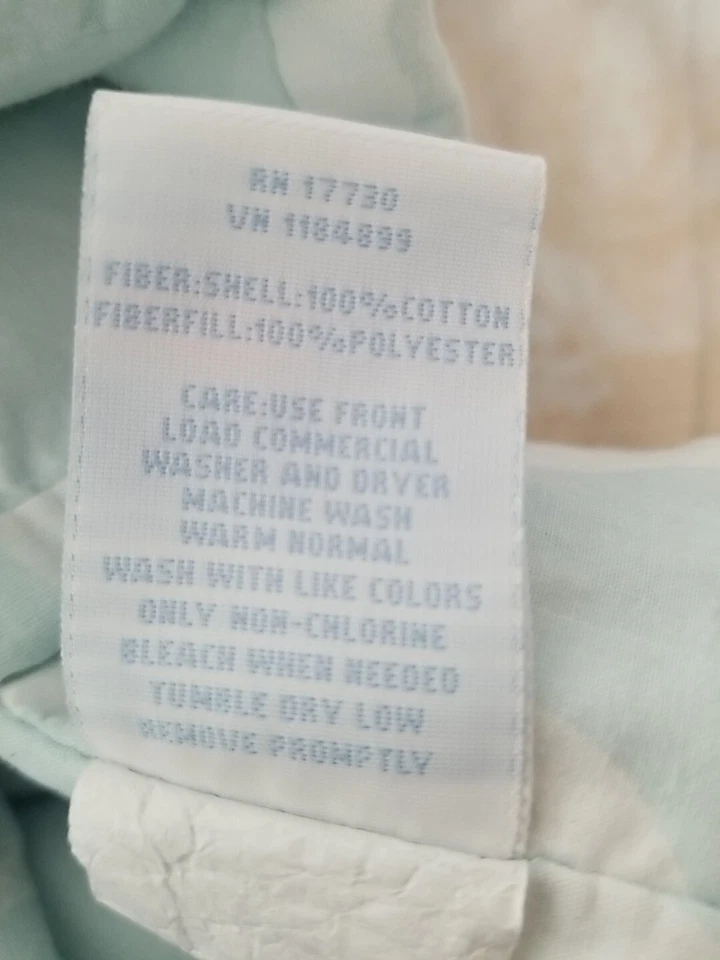 RN 17730
VN 1184899
FIBER:SHELL:100%COTTON
FIBERFILL:100%POLYESTER
CARE:USE FRONT
LOAD COMMERCIAL
WASHER AND DRYER
MACHINE WASH
WARM NORMAL
WASH WITH LIKE COLORS
ONLY NON-CHLORINE
BLEACH WHEN NEEDED
TUMBLE DRY LOW
REMOVE PROMPTLY